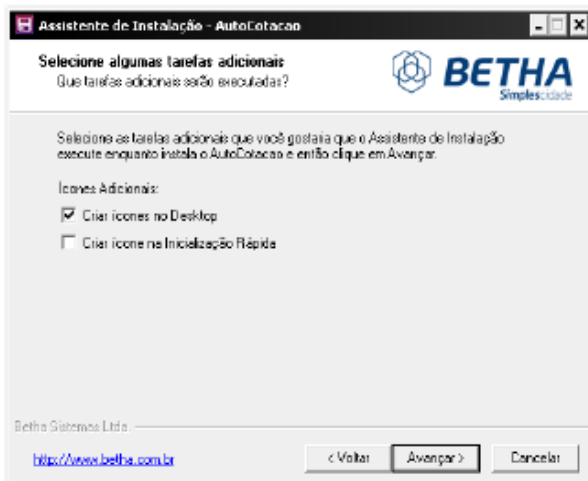 Assistente de Instalação - AutoCotacao
Selecione algumas tarefas adicionais
Que tarefas adicionais serão executadas?
BETHA
Simplescidade
Selecione as tarefas adicionais que você gostaria que o Assistente de Instalação
execute enquanto instala o AutoCotacao e então clique em Avançar.
Ícones Adicionais:
Criar ícones no Desktop
Criar ícone na Inicialização Rápida
Betha Sistemas Ltda.
http://www.betha.com.br
< Voltar
Avançar >
Cancelar